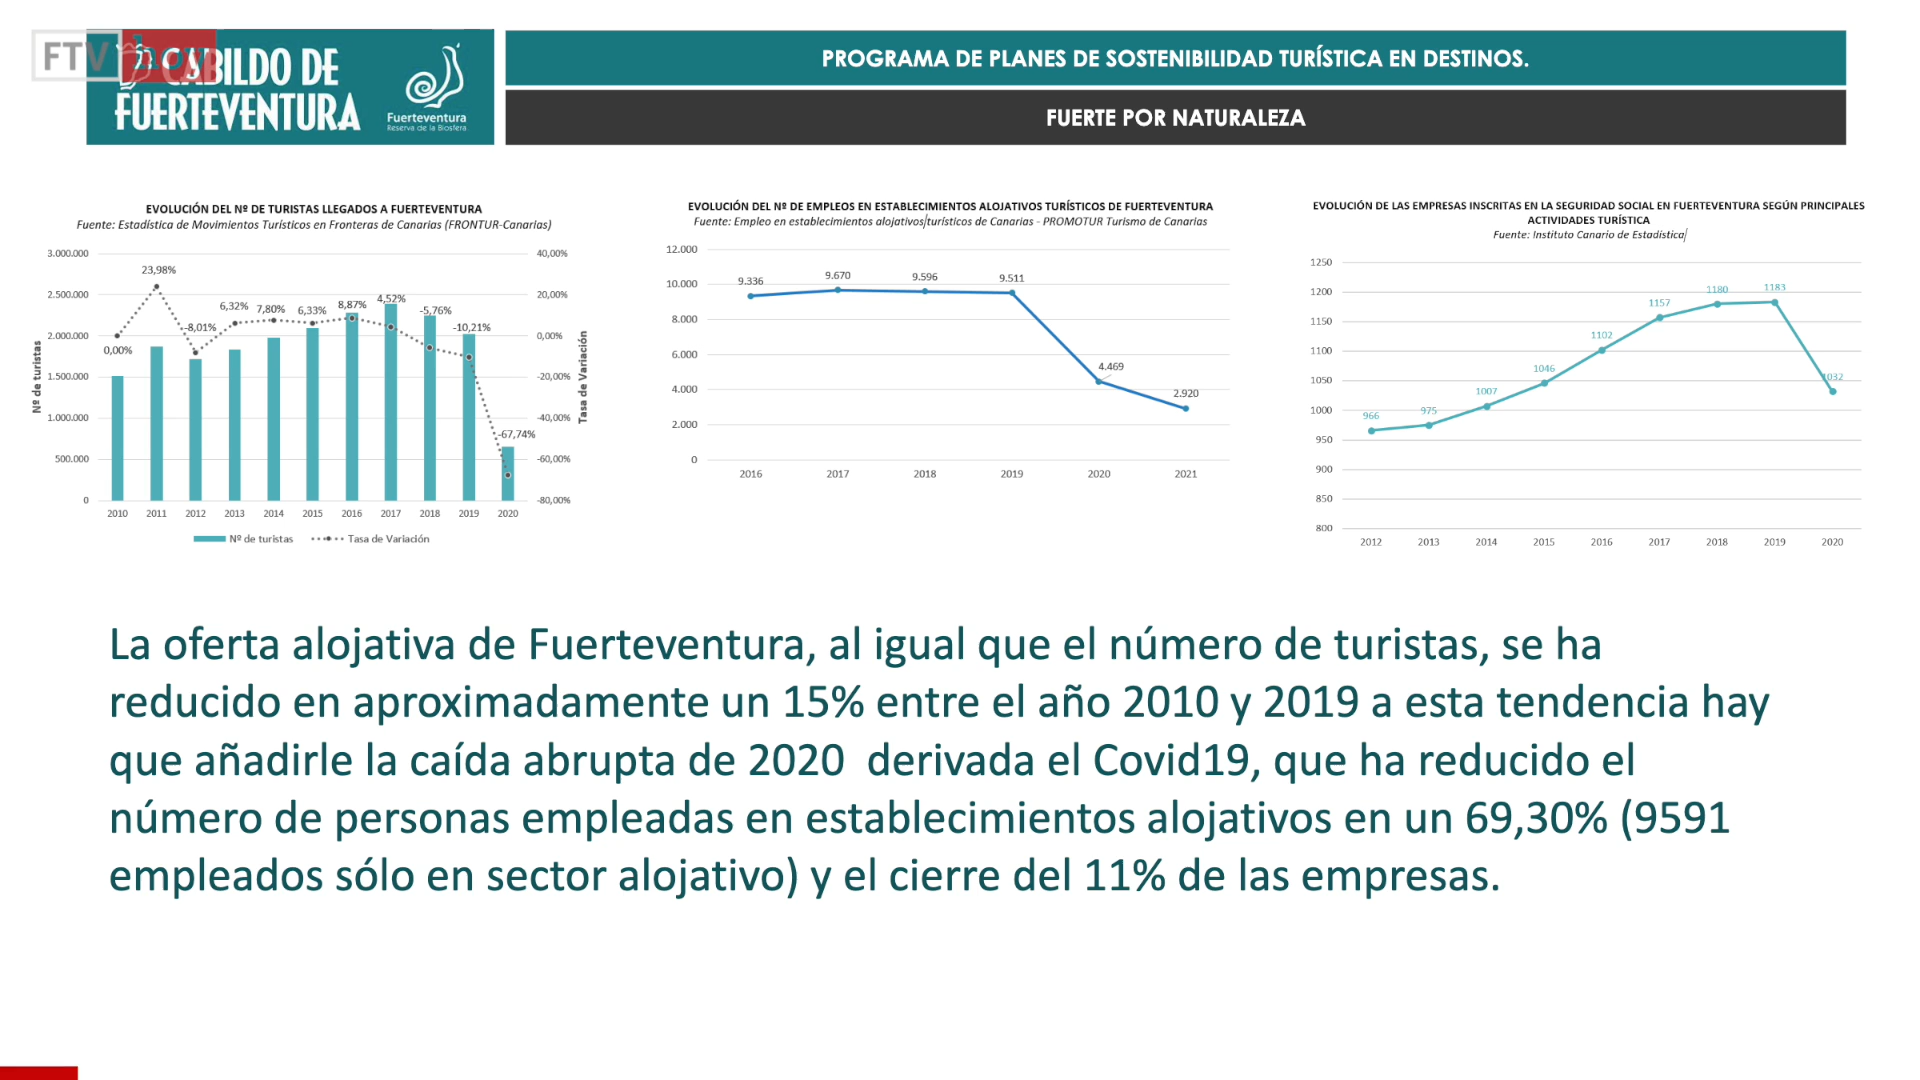 FTV hoy
CABILDO DE
FUERTEVENTURA
Fuerteventura
Reserva de la Biosfera
PROGRAMA DE PLANES DE SOSTENIBILIDAD TURÍSTICA EN DESTINOS.
FUERTE POR NATURALEZA
EVOLUCIÓN DEL Nº DE TURISTAS LLEGADOS A FUERTEVENTURA
Fuente: Estadística de Movimientos Turísticos en Fronteras de Canarias (FRONTUR-Canarias)
3.000.000
2.500.000
2.000.000
1.500.000
1.000.000
500.000
0
Nº de turistas
40,00%
20,00%
0,00%
-20,00%
-40,00%
-60,00%
-80,00%
Tasa de Variación
0,00%
23,98%
-8,01%
6,32%
7,80%
6,33%
8,87%
4,52%
-5,76%
-10,21%
-67,74%
2010 2011 2012 2013 2014 2015 2016 2017 2018 2019 2020
Nº de turistas Tasa de Variación
EVOLUCIÓN DEL Nº DE EMPLEOS EN ESTABLECIMIENTOS ALOJATIVOS TURÍSTICOS DE FUERTEVENTURA
Fuente: Empleo en establecimientos alojativos turísticos de Canarias - PROMOTUR Turismo de Canarias
12.000
10.000
8.000
6.000
4.000
2.000
0
9.336
9.670
9.596
9.511
4.469
2.920
2016 2017 2018 2019 2020 2021
EVOLUCIÓN DE LAS EMPRESAS INSCRITAS EN LA SEGURIDAD SOCIAL EN FUERTEVENTURA SEGÚN PRINCIPALES
ACTIVIDADES TURÍSTICA
Fuente: Instituto Canario de Estadística
1250
1200
1150
1100
1050
1000
950
900
850
800
966
975
1007
1046
1102
1157
1180
1183
1032
2012 2013 2014 2015 2016 2017 2018 2019 2020
La oferta alojativa de Fuerteventura, al igual que el número de turistas, se ha
reducido en aproximadamente un 15% entre el año 2010 y 2019 a esta tendencia hay
que añadirle la caída abrupta de 2020 derivada el Covid19, que ha reducido el
número de personas empleadas en establecimientos alojativos en un 69,30% (9591
empleados sólo en sector alojativo) y el cierre del 11% de las empresas.